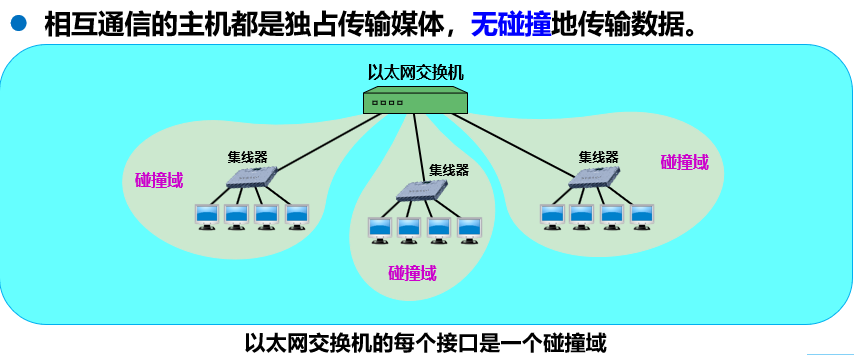 相互通信的主机都是独占传输媒体，无碰撞地传输数据。
以太网交换机
集线器
集线器
集线器
碰撞域
碰撞域
碰撞域
以太网交换机的每个接口是一个碰撞域